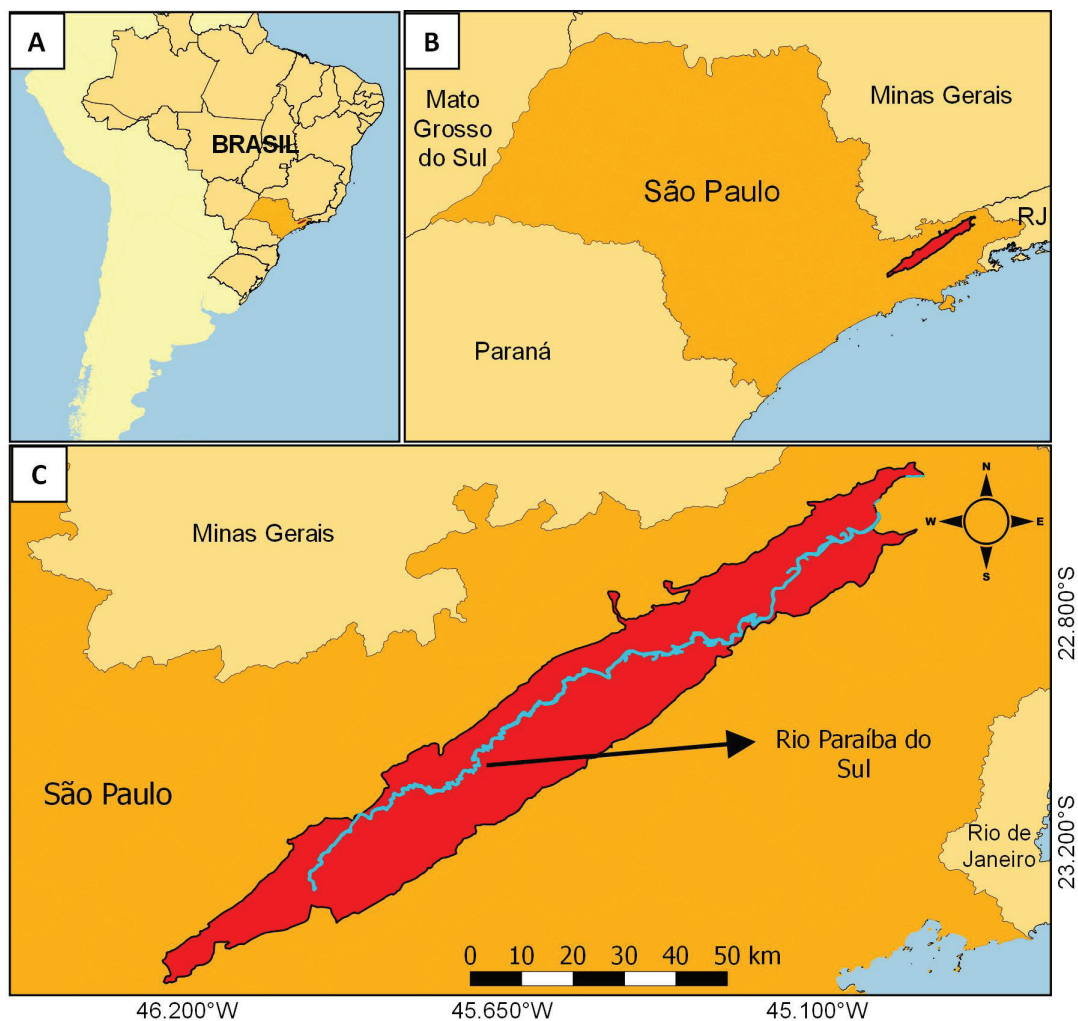 A
BRASIL
B
Mato
Grosso
do Sul
Minas Gerais
São Paulo
RJ
Paraná
C
Minas Gerais
N
W
E
S
22.800°S
Rio Paraíba do
Sul
São Paulo
Rio de
Janeiro
23.200°S
0 10 20 30 40 50 km
46.200°W 45.650°W 45.100°W